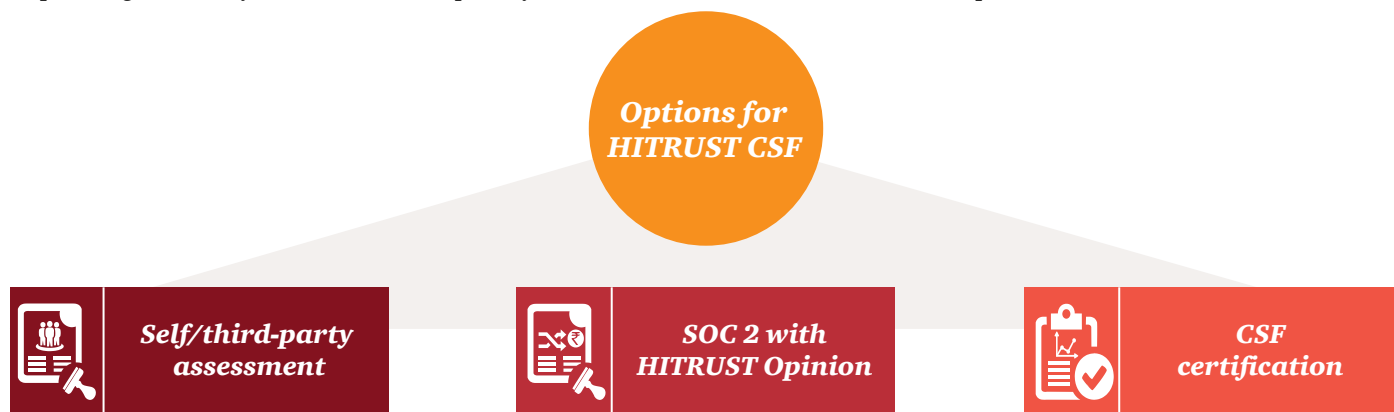 Options for
HITRUST CSF
Self/third-party
assessment
SOC 2 with
HITRUST Opinion
CSF
certification